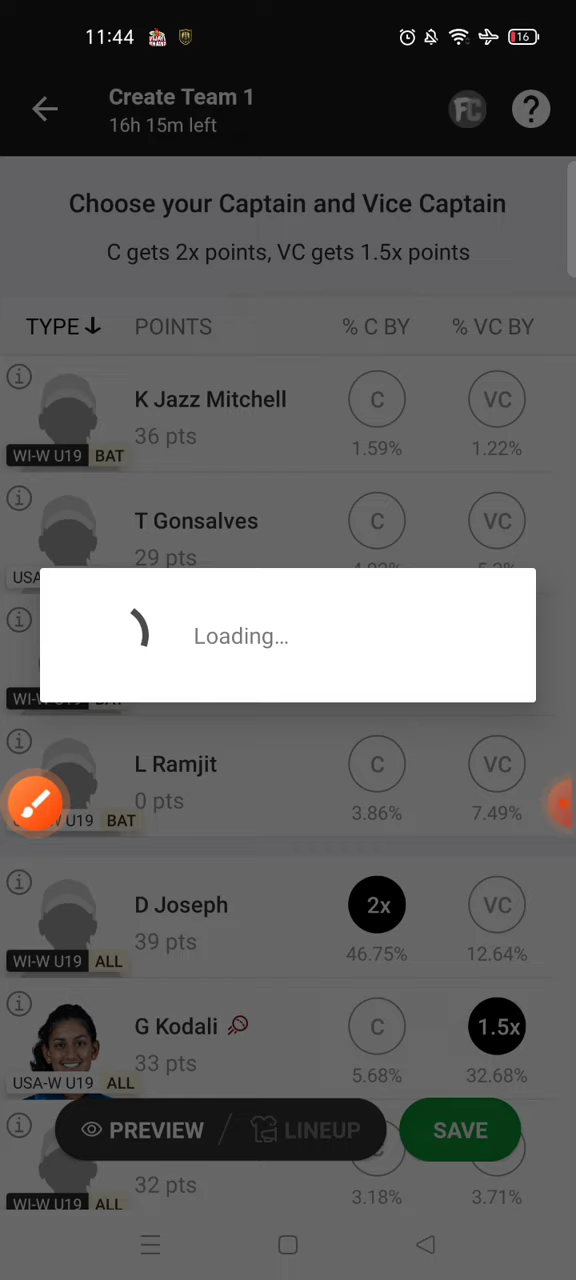 11:44
16
Create Team 1
16h 15m left
FC
?
Choose your Captain and Vice Captain
C gets 2x points, VC gets 1.5x points
TYPE POINTS % C BY % VC BY
K Jazz Mitchell
36 pts
C
VC
WI-W U19 BAT
1.59%
1.22%
T Gonsalves
29 pts
C
VC
USA
Loading...
WI-
L Ramjit
0 pts
C
VC
U19 BAT
3.86%
7.49%
D Joseph
39 pts
2x
VC
WI-W U19 ALL
46.75%
12.64%
G Kodali
33 pts
C
1.5x
USA-W U19 ALL
5.68%
32.68%
PREVIEW / LINEUP
SAVE
32 pts
WI-W U19 ALL
3.18%
3.71%